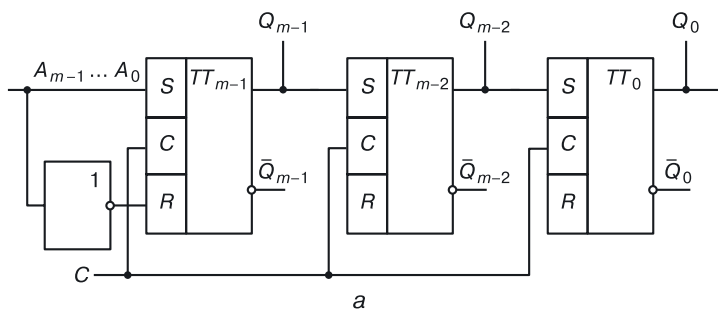 Q_{m–1} Q_{m–2} Q_0
A_{m–1} ... A_0 S TT_{m–1} S TT_{m–2} S TT_0
C C C
1 Q̄_{m–1} Q̄_{m–2} Q̄_0
R R R
C
a